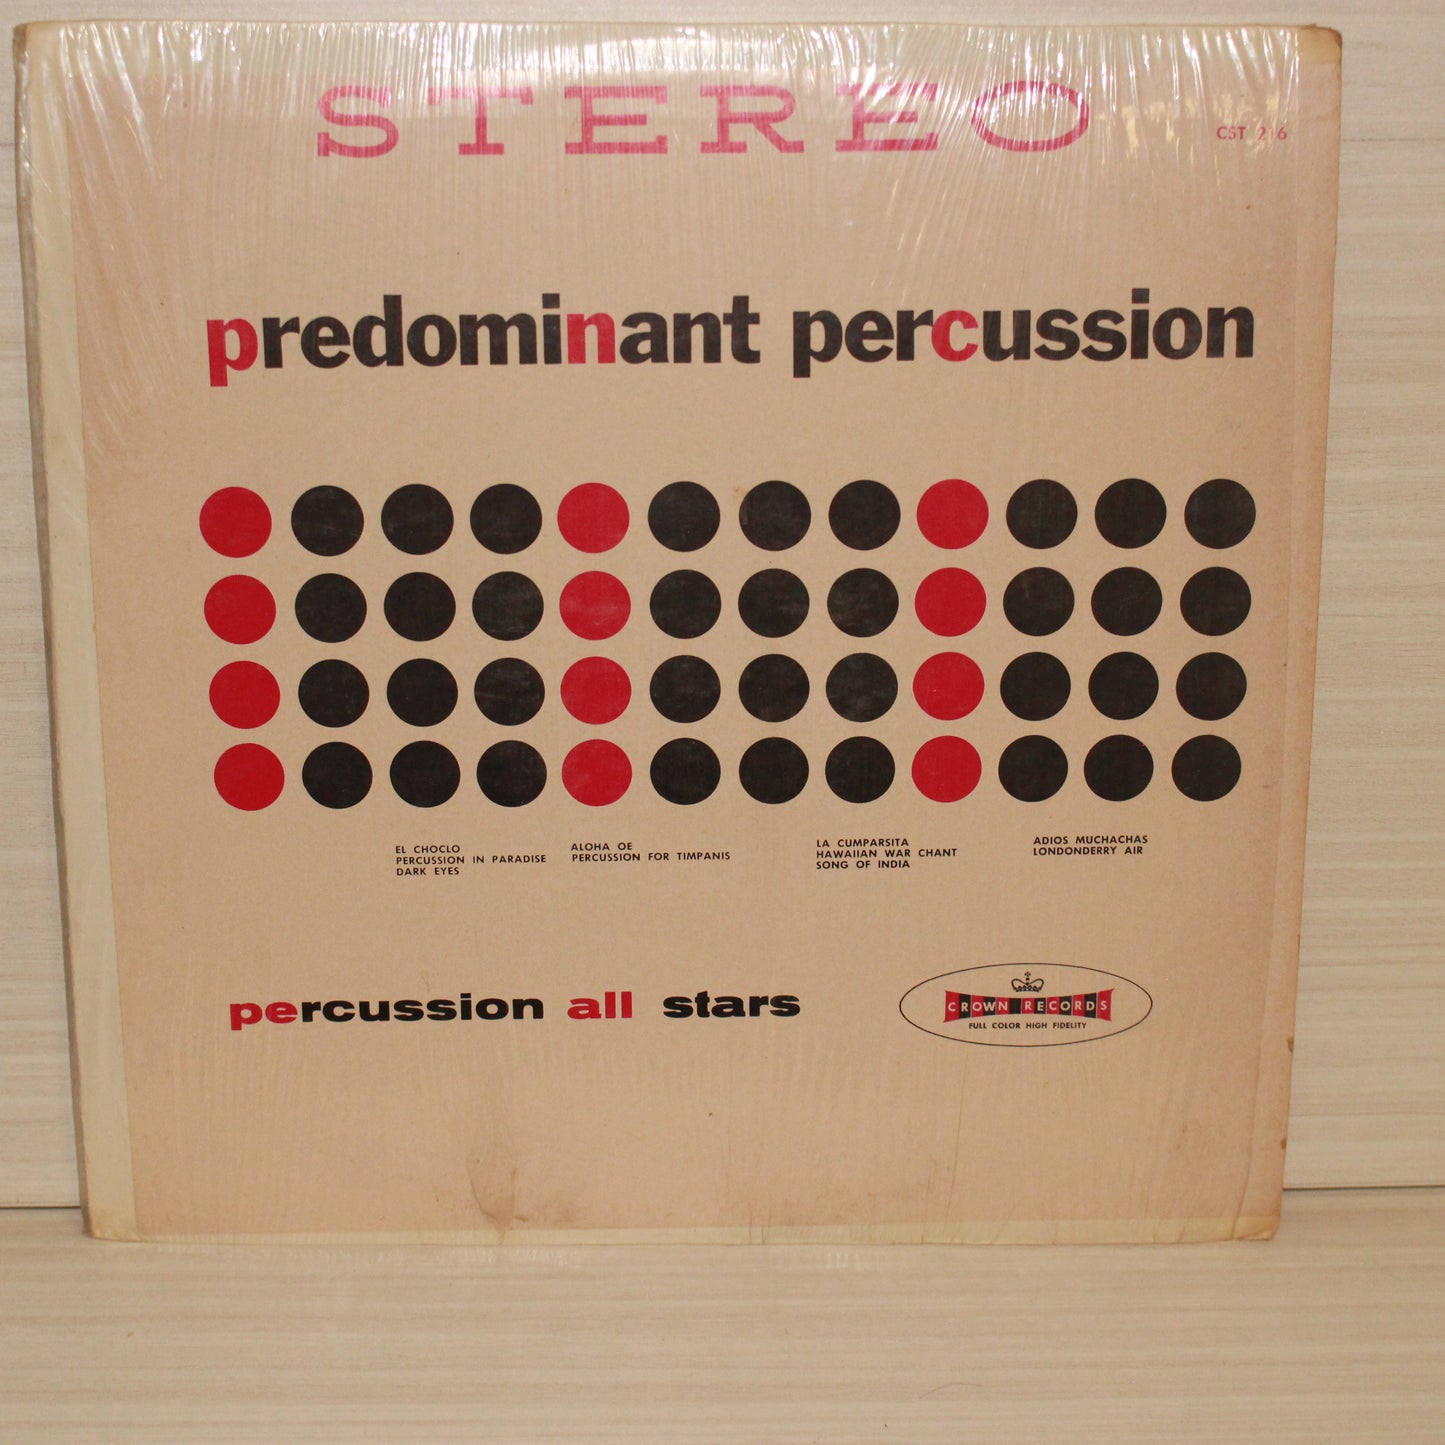 STEREO
CST 216
predominant percussion
EL CHOCLO
PERCUSSION IN PARADISE
DARK EYES
ALOHA OE
PERCUSSION FOR TIMPANIS
LA CUMPARSITA
HAWAIIAN WAR CHANT
SONG OF INDIA
ADIOS MUCHACHAS
LONDONDERRY AIR
percussion all stars
CROWN RECORDS
FULL COLOR HIGH FIDELITY